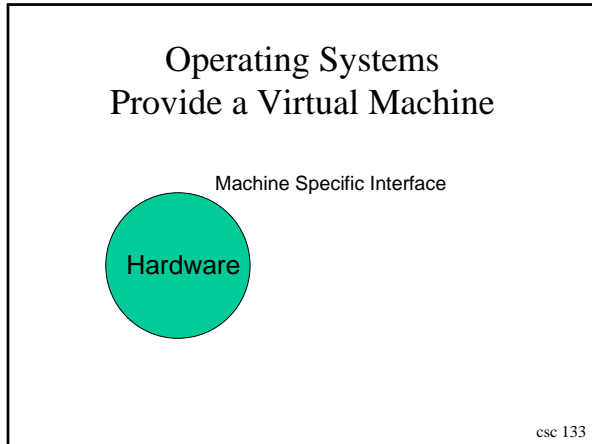 Operating Systems
Provide a Virtual Machine
Machine Specific Interface
Hardware
csc 133